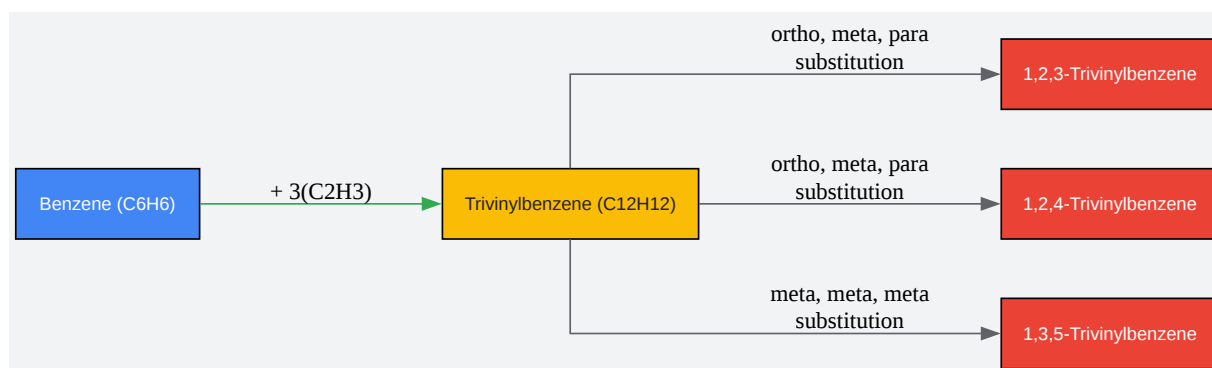 ortho, meta, para
substitution
1,2,3-Trivinylbenzene
Benzene (C6H6)
+ 3(C2H3)
Trivinylbenzene (C12H12)
ortho, meta, para
substitution
1,2,4-Trivinylbenzene
meta, meta, meta
substitution
1,3,5-Trivinylbenzene